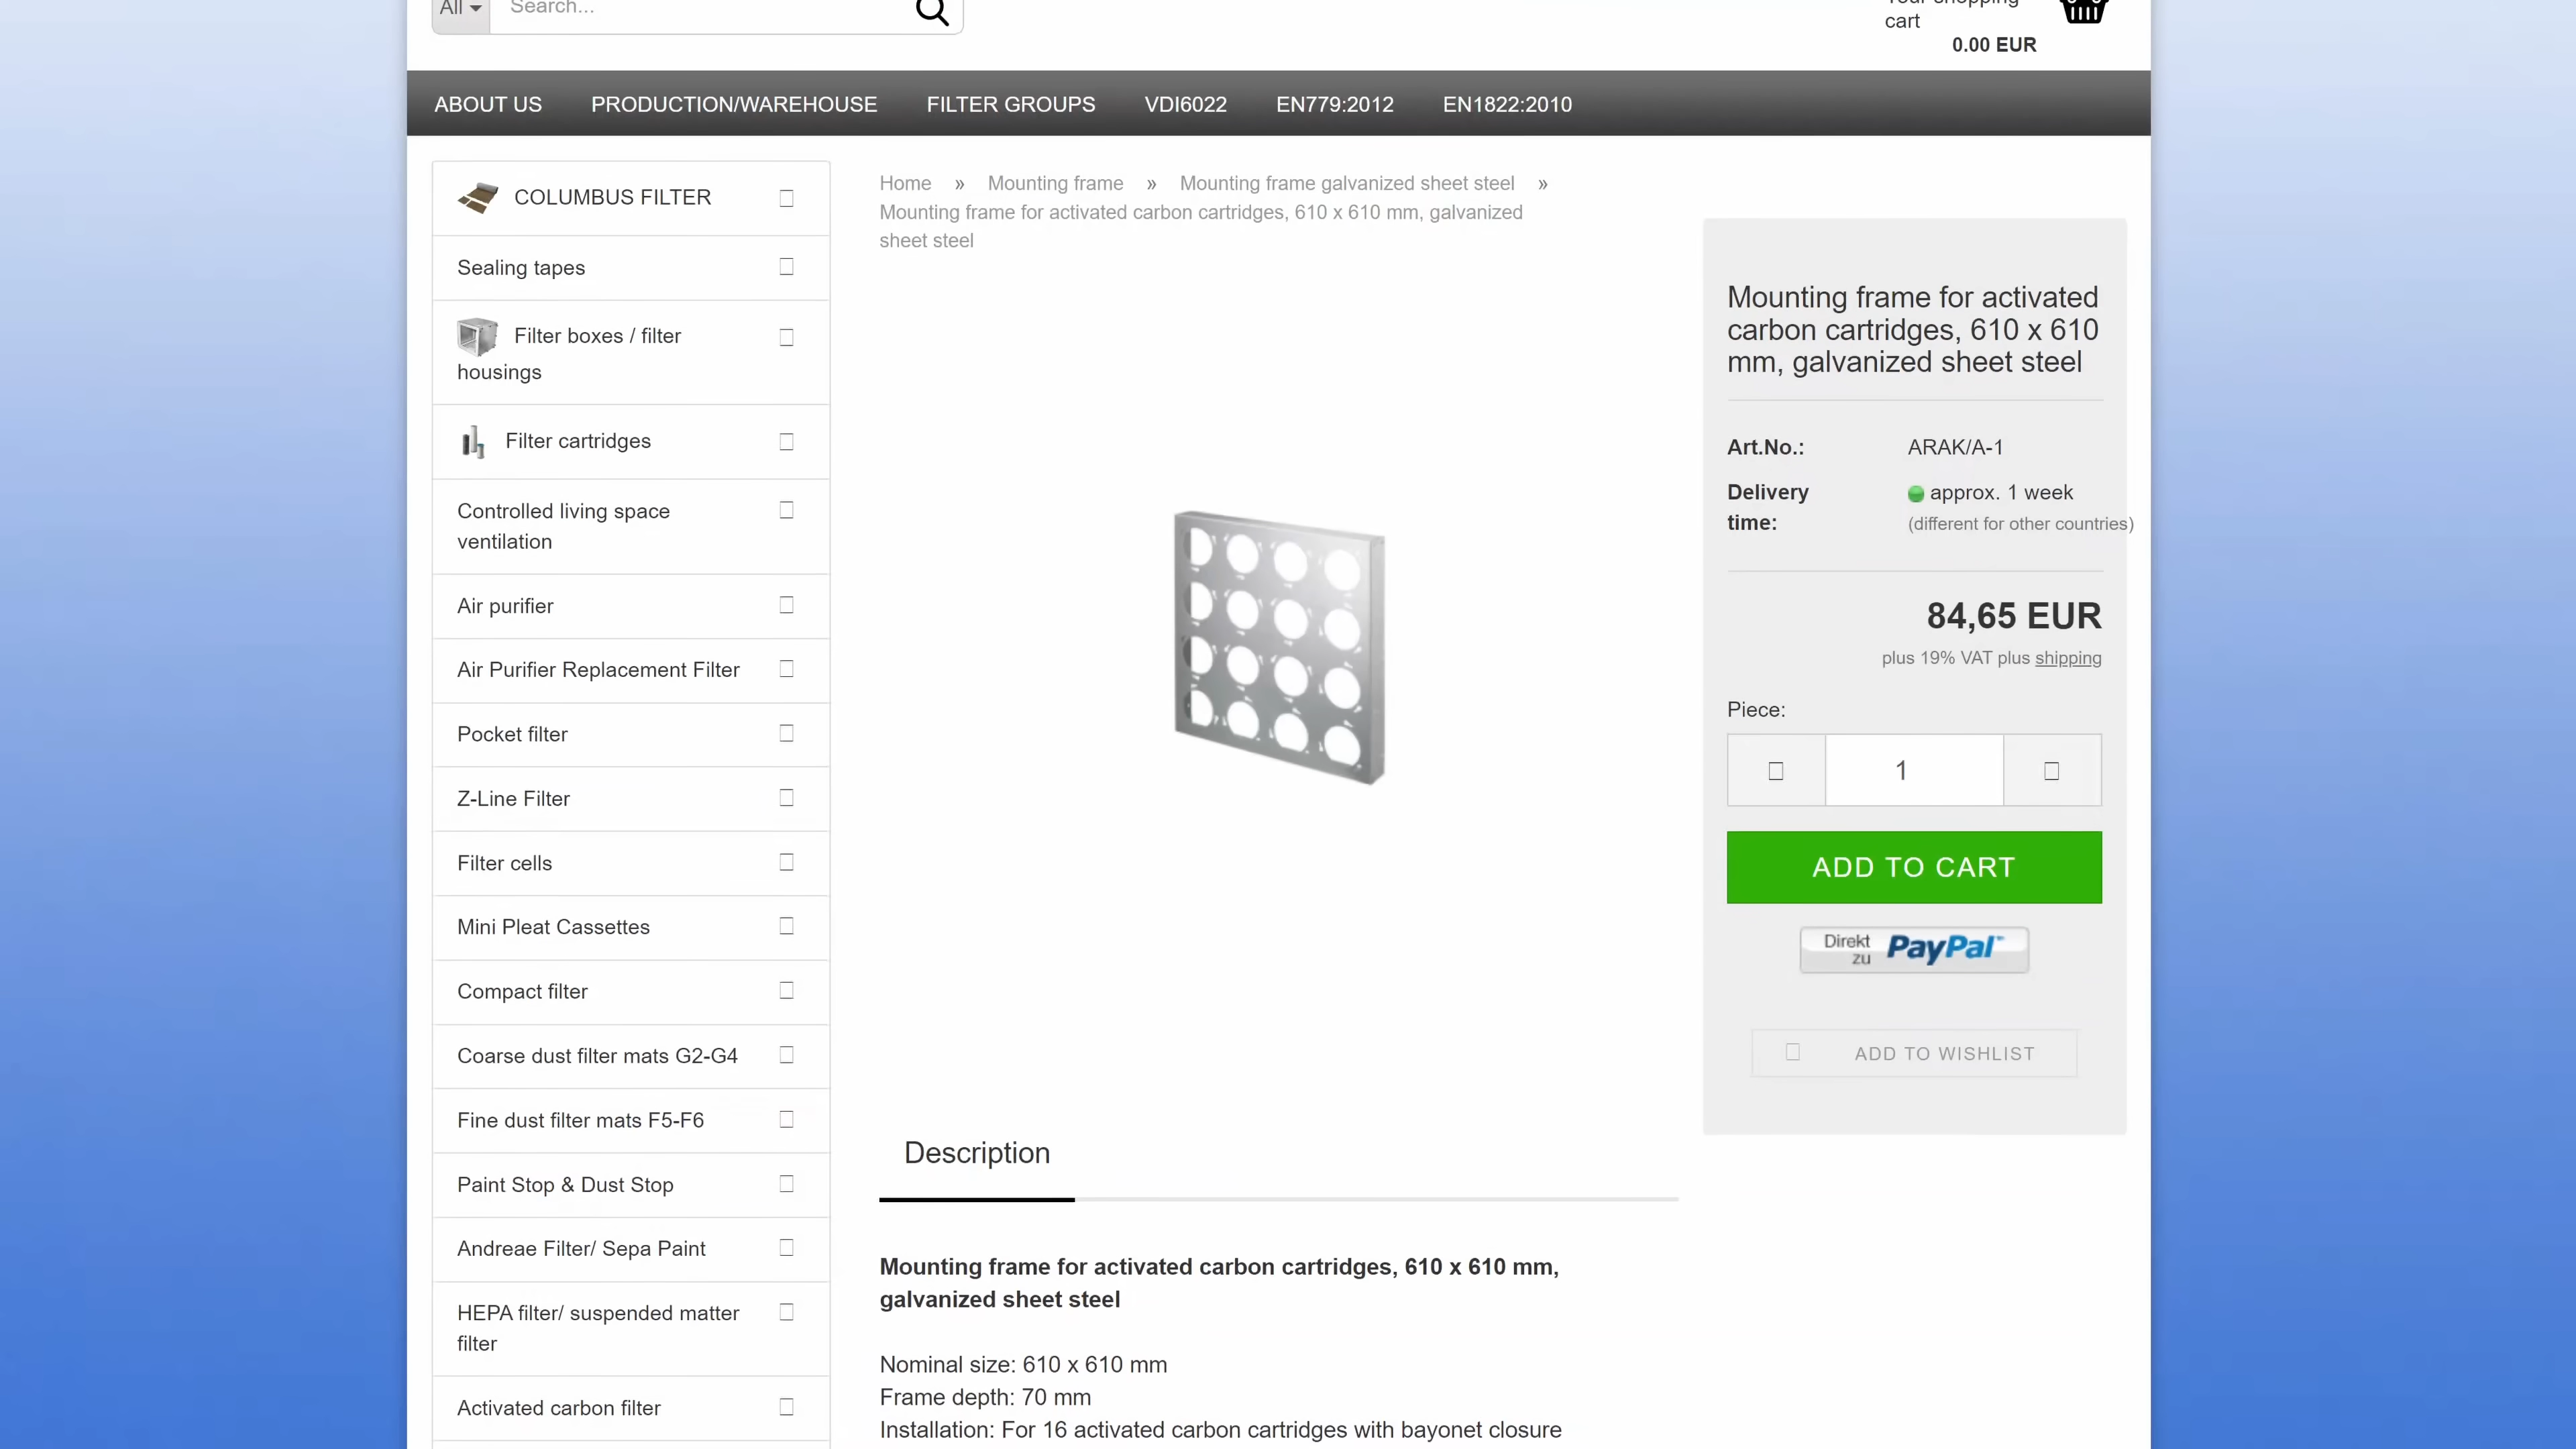 All
Search...
cart
0.00 EUR
ABOUT US PRODUCTION/WAREHOUSE FILTER GROUPS VDI6022 EN779:2012 EN1822:2010
COLUMBUS FILTER
Sealing tapes
Filter boxes / filter
housings
Filter cartridges
Controlled living space
ventilation
Air purifier
Air Purifier Replacement Filter
Pocket filter
Z-Line Filter
Filter cells
Mini Pleat Cassettes
Compact filter
Coarse dust filter mats G2-G4
Fine dust filter mats F5-F6
Paint Stop & Dust Stop
Andreae Filter/ Sepa Paint
HEPA filter/ suspended matter
filter
Activated carbon filter
Home » Mounting frame » Mounting frame galvanized sheet steel »
Mounting frame for activated carbon cartridges, 610 x 610 mm, galvanized
sheet steel
Description
Mounting frame for activated carbon cartridges, 610 x 610 mm,
galvanized sheet steel
Nominal size: 610 x 610 mm
Frame depth: 70 mm
Installation: For 16 activated carbon cartridges with bayonet closure
Mounting frame for activated
carbon cartridges, 610 x 610
mm, galvanized sheet steel
Art.No.: ARAK/A-1
Delivery
time:
approx. 1 week
(different for other countries)
84,65 EUR
plus 19% VAT plus shipping
Piece:
1
ADD TO CART
Direkt
zu
PayPal™
ADD TO WISHLIST